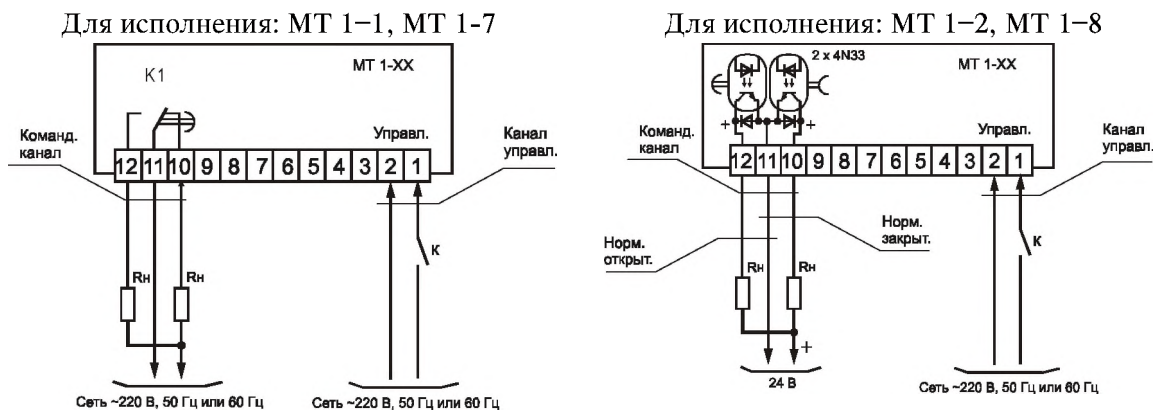 Для исполнения: МТ 1−1, МТ 1-7
МТ 1-XX
K1
Команд.
канал
Управл.
Канал
управл.
12 11 10 9 8 7 6 5 4 3 2 1
К
Rн
Rн
Сеть ~220 В, 50 Гц или 60 Гц
Сеть ~220 В, 50 Гц или 60 Гц
Для исполнения: МТ 1−2, МТ 1−8
2 x 4N33
МТ 1-XX
+
+
Команд.
канал
Управл.
Канал
управл.
12 11 10 9 8 7 6 5 4 3 2 1
Норм.
закрыт.
Норм.
открыт.
К
Rн
Rн
+
24 В
Сеть ~220 В, 50 Гц или 60 Гц